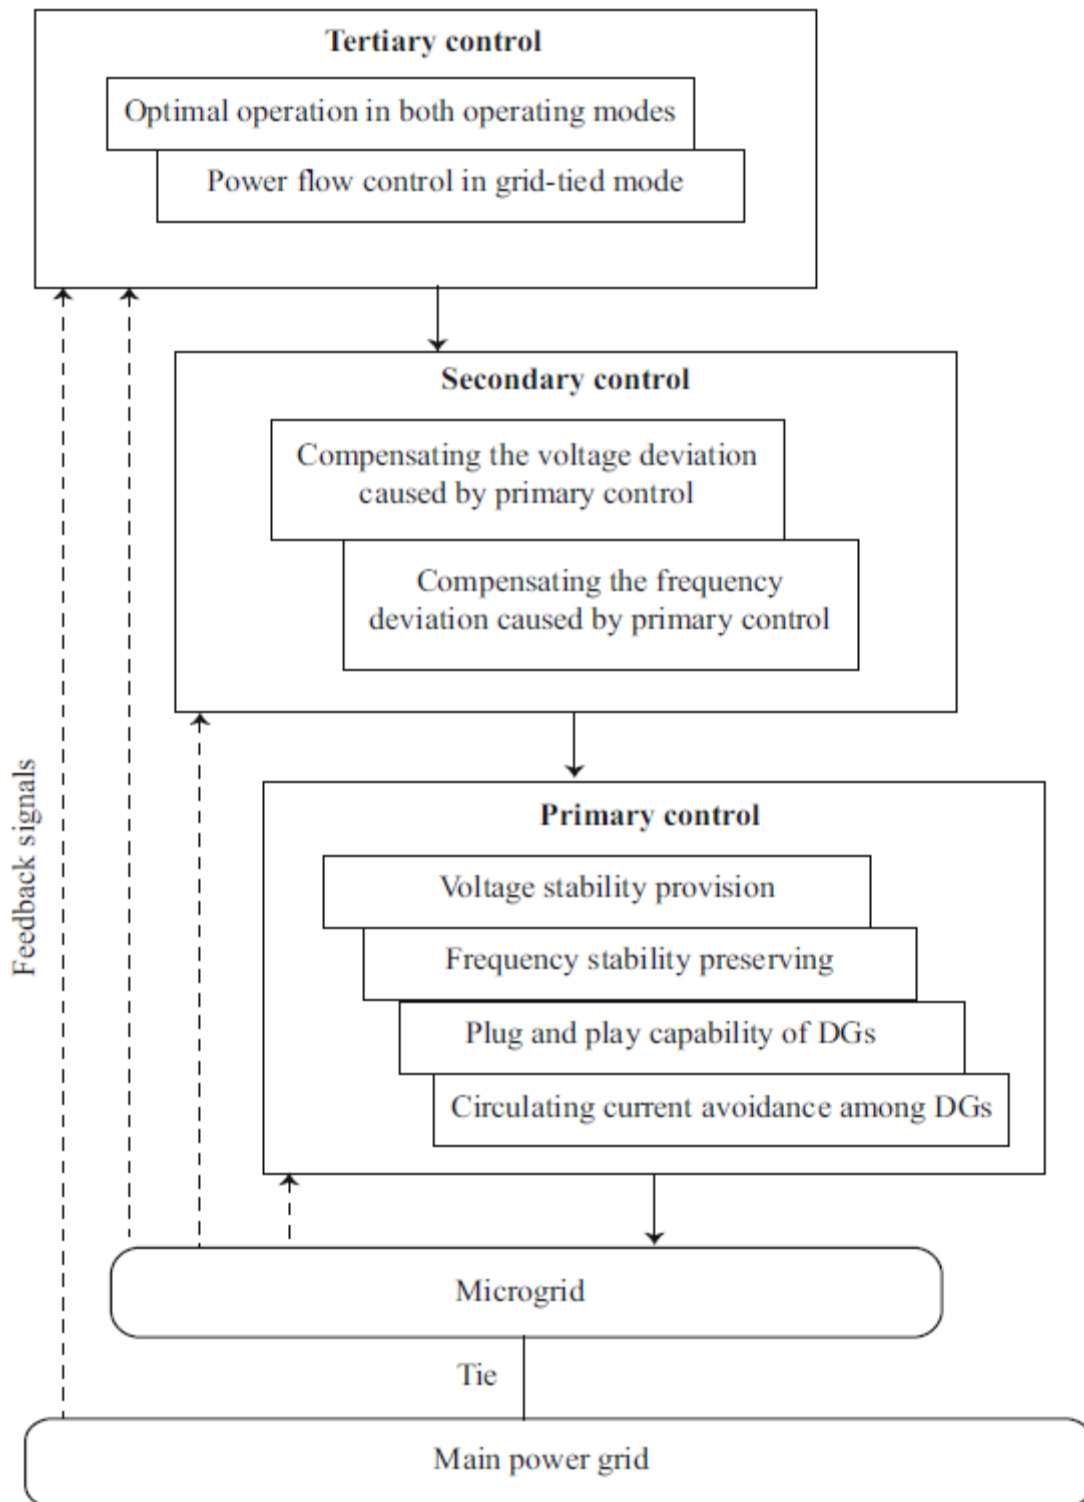 Tertiary control
Optimal operation in both operating modes
Power flow control in grid-tied mode
Secondary control
Compensating the voltage deviation
caused by primary control
Compensating the frequency
deviation caused by primary control
Feedback signals
Primary control
Voltage stability provision
Frequency stability preserving
Plug and play capability of DGs
Circulating current avoidance among DGs
Microgrid
Tie
Main power grid